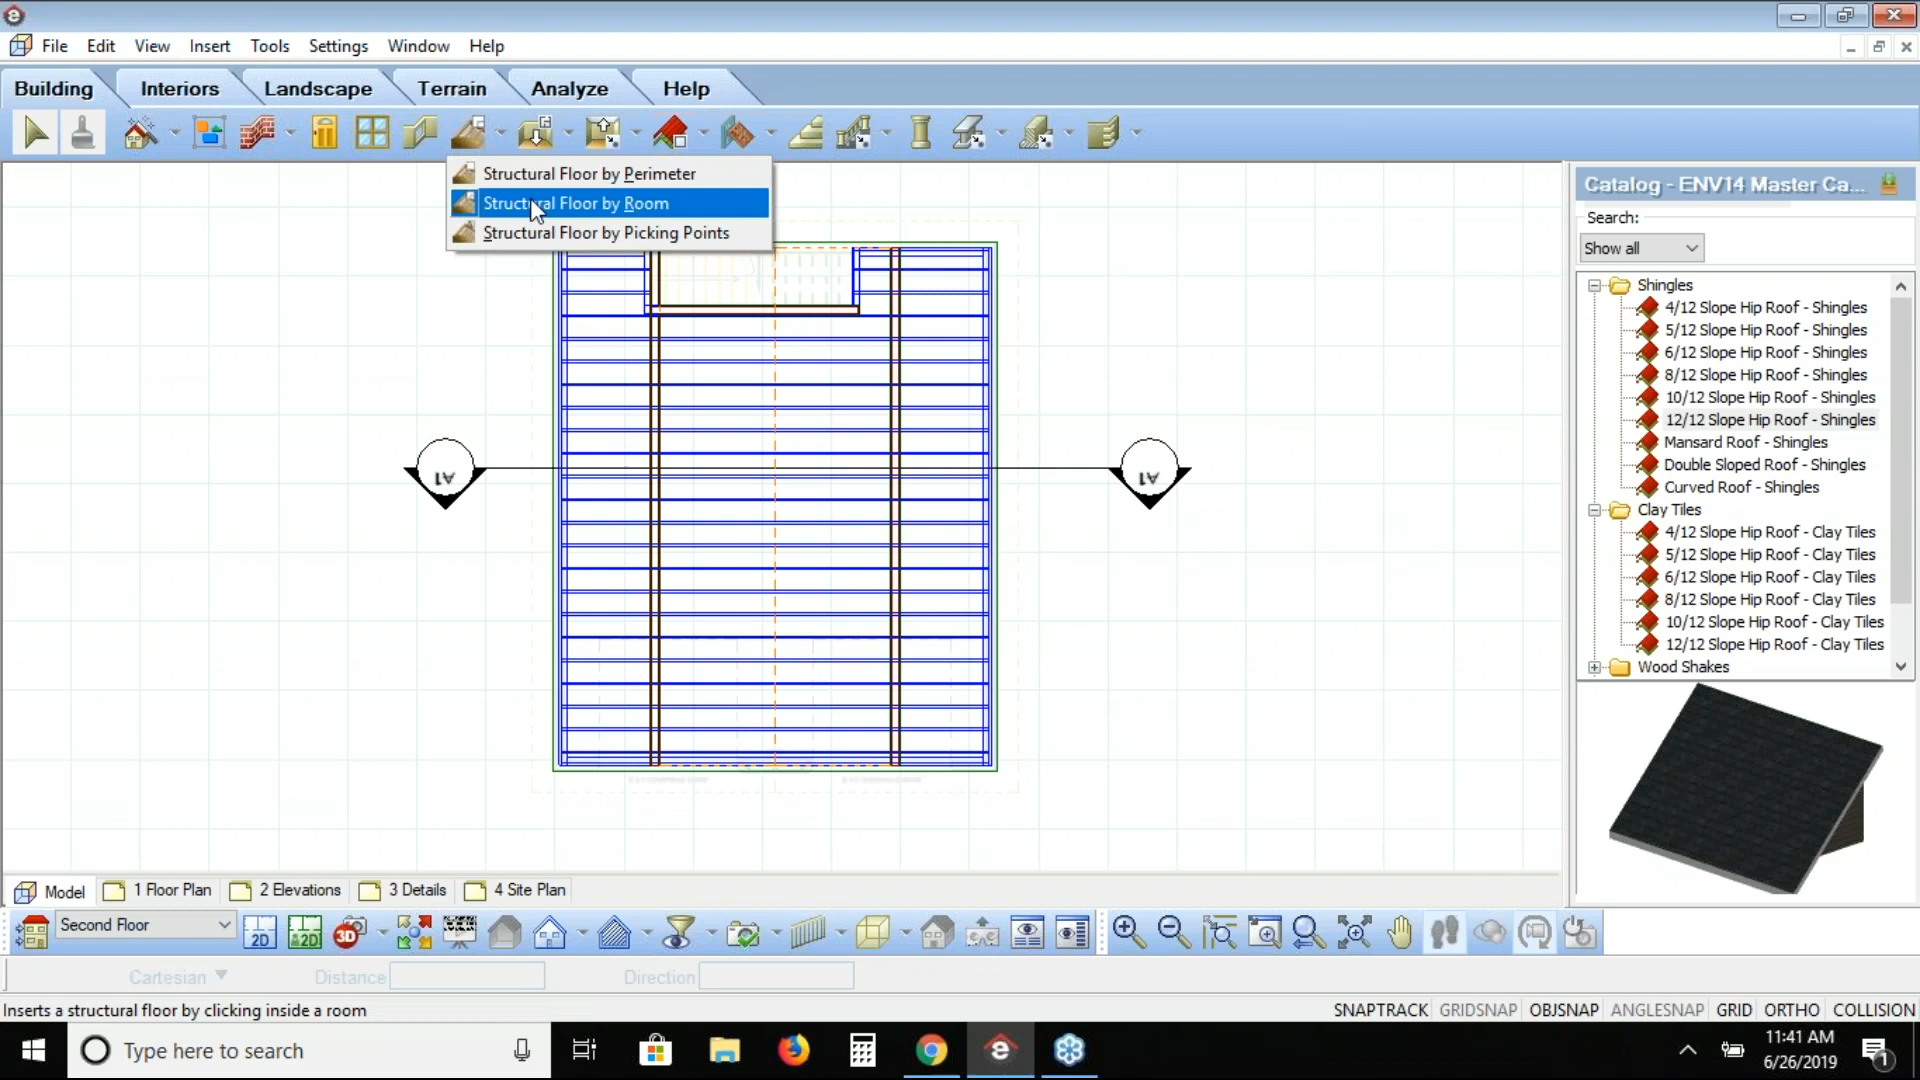 File Edit View Insert Tools Settings Window Help
Building Interiors Landscape Terrain Analyze Help
Structural Floor by Perimeter
Structural Floor by Room
Structural Floor by Picking Points
A1
A1
Catalog - ENV14 Master Ca...
Search:
Show all
Shingles
4/12 Slope Hip Roof - Shingles
5/12 Slope Hip Roof - Shingles
6/12 Slope Hip Roof - Shingles
8/12 Slope Hip Roof - Shingles
10/12 Slope Hip Roof - Shingles
12/12 Slope Hip Roof - Shingles
Mansard Roof - Shingles
Double Sloped Roof - Shingles
Curved Roof - Shingles
Clay Tiles
4/12 Slope Hip Roof - Clay Tiles
5/12 Slope Hip Roof - Clay Tiles
6/12 Slope Hip Roof - Clay Tiles
8/12 Slope Hip Roof - Clay Tiles
10/12 Slope Hip Roof - Clay Tiles
12/12 Slope Hip Roof - Clay Tiles
Wood Shakes
Model 1 Floor Plan 2 Elevations 3 Details 4 Site Plan
Second Floor 2D 2D 3D
Cartesian Distance Direction
Inserts a structural floor by clicking inside a room
SNAPTRACK GRIDSNAP OBJSNAP ANGLESNAP GRID ORTHO COLLISION
Type here to search
11:41 AM
6/26/2019
1